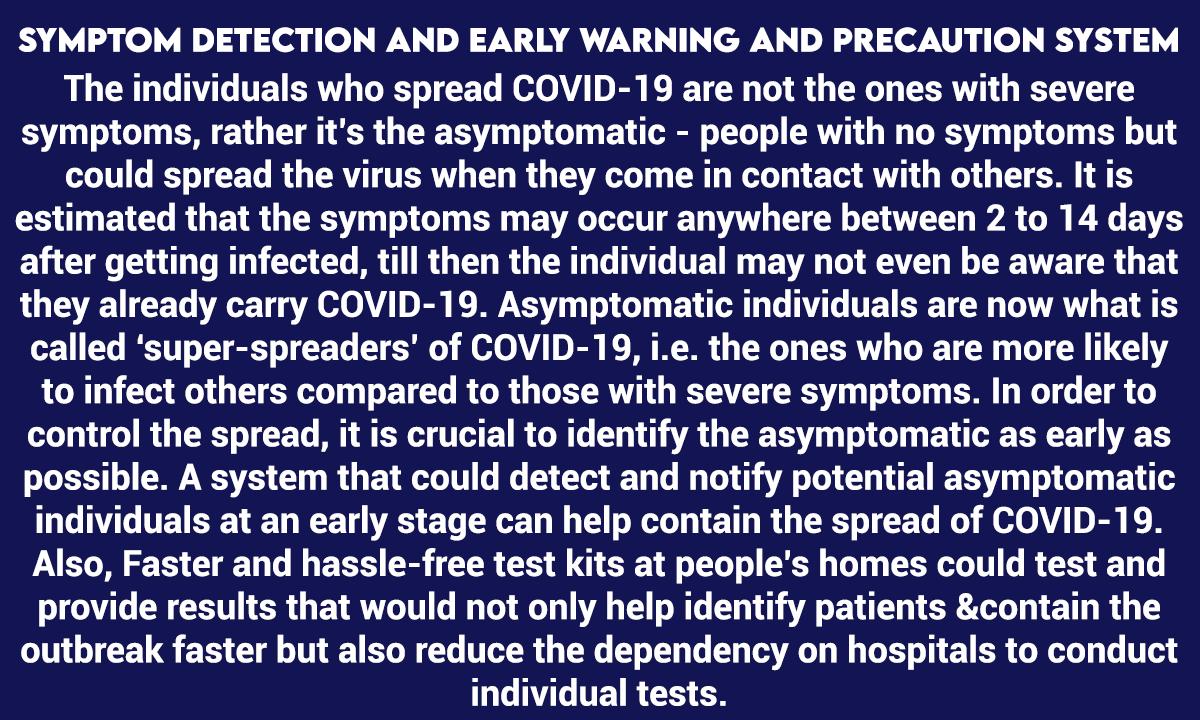 SYMPTOM DETECTION AND EARLY WARNING AND PRECAUTION SYSTEM
The individuals who spread COVID-19 are not the ones with severe
symptoms, rather it's the asymptomatic - people with no symptoms but
could spread the virus when they come in contact with others. It is
estimated that the symptoms may occur anywhere between 2 to 14 days
after getting infected, till then the individual may not even be aware that
they already carry COVID-19. Asymptomatic individuals are now what is
called ‘super-spreaders’ of COVID-19, i.e. the ones who are more likely
to infect others compared to those with severe symptoms. In order to
control the spread, it is crucial to identify the asymptomatic as early as
possible. A system that could detect and notify potential asymptomatic
individuals at an early stage can help contain the spread of COVID-19.
Also, Faster and hassle-free test kits at people's homes could test and
provide results that would not only help identify patients &contain the
outbreak faster but also reduce the dependency on hospitals to conduct
individual tests.